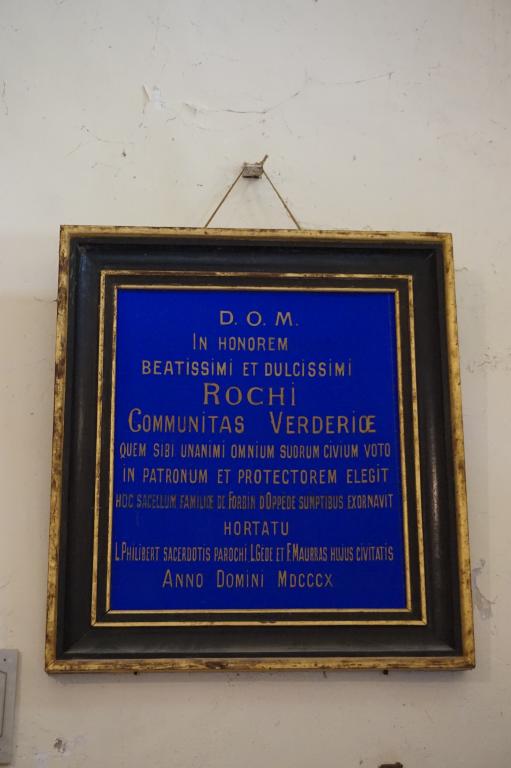 D. O. M.
IN HONOREM
BEATISSIMI ET DULCISSIMI
ROCHI
COMMUNITAS VERDERIŒ
QUEM SIBI UNANIMI OMNIUM SUORUM CIVIUM VOTO
IN PATRONUM ET PROTECTOREM ELEGIT
HOC SACELLUM FAMILIŒ DE FORBIN D'OPPEDE SUMPTIBUS EXORNAVIT
HORTATU
L.PHILIBERT SACERDOTIS PAROCHI, L.GÈDE ET F.MAURRAS HUJUS CIVITATIS
ANNO DOMINI MDCCCX